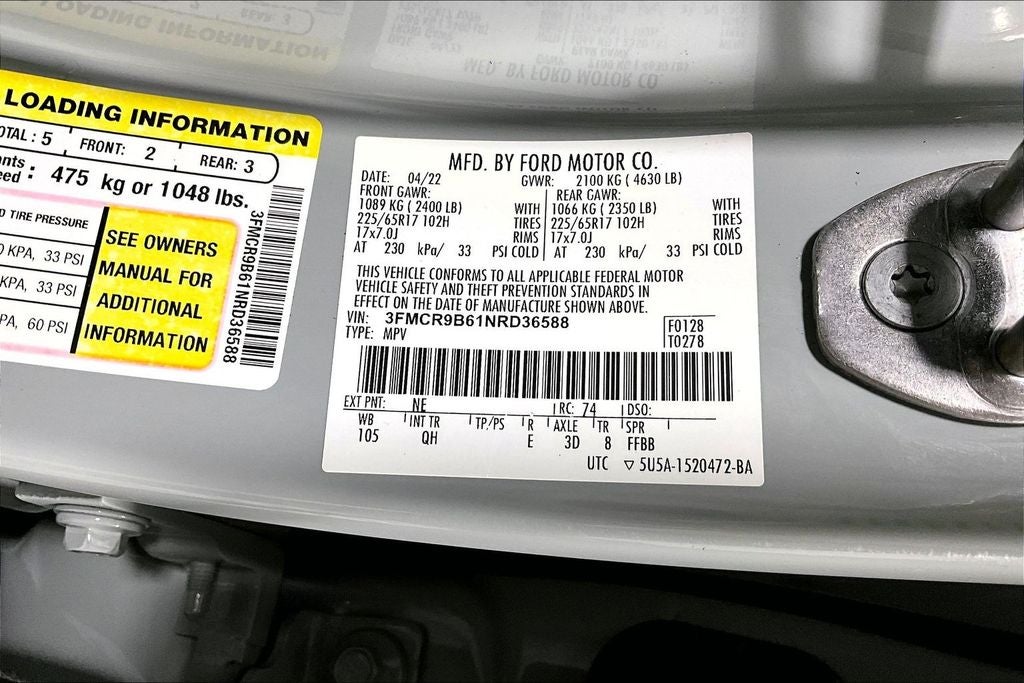 LOADING INFORMATION
OTAL: 5 FRONT: 2 REAR: 3
475 kg or 1048 lbs.
D TIRE PRESSURE
KPA, 33 PSI
KPA, 33 PSI
KPA, 60 PSI
SEE OWNERS
MANUAL FOR
ADDITIONAL
INFORMATION
3FMCR9B61NRD36588
MFD. BY FORD MOTOR CO.
DATE: 04/22 GVWR: 2100 KG ( 4630 LB)
FRONT GAWR: REAR GAWR:
1089 KG ( 2400 LB) WITH 1066 KG ( 2350 LB) WITH
225/65R17 102H TIRES 225/65R17 102H TIRES
17x7.0J RIMS 17x7.0J RIMS
AT 230 kPa/ 33 PSI COLD AT 230 kPa/ 33 PSI COLD
THIS VEHICLE CONFORMS TO ALL APPLICABLE FEDERAL MOTOR
VEHICLE SAFETY AND THEFT PREVENTION STANDARDS IN
EFFECT ON THE DATE OF MANUFACTURE SHOWN ABOVE.
VIN: 3FMCR9B61NRD36588 F0128
TYPE: MPV T0278
EXT PNT: NE RC: 74 DSO:
WB INT TR TP/PS R AXLE TR SPR
105 QH E 3D 8 FFBB
UTC ▽ 5U5A-1520472-BA